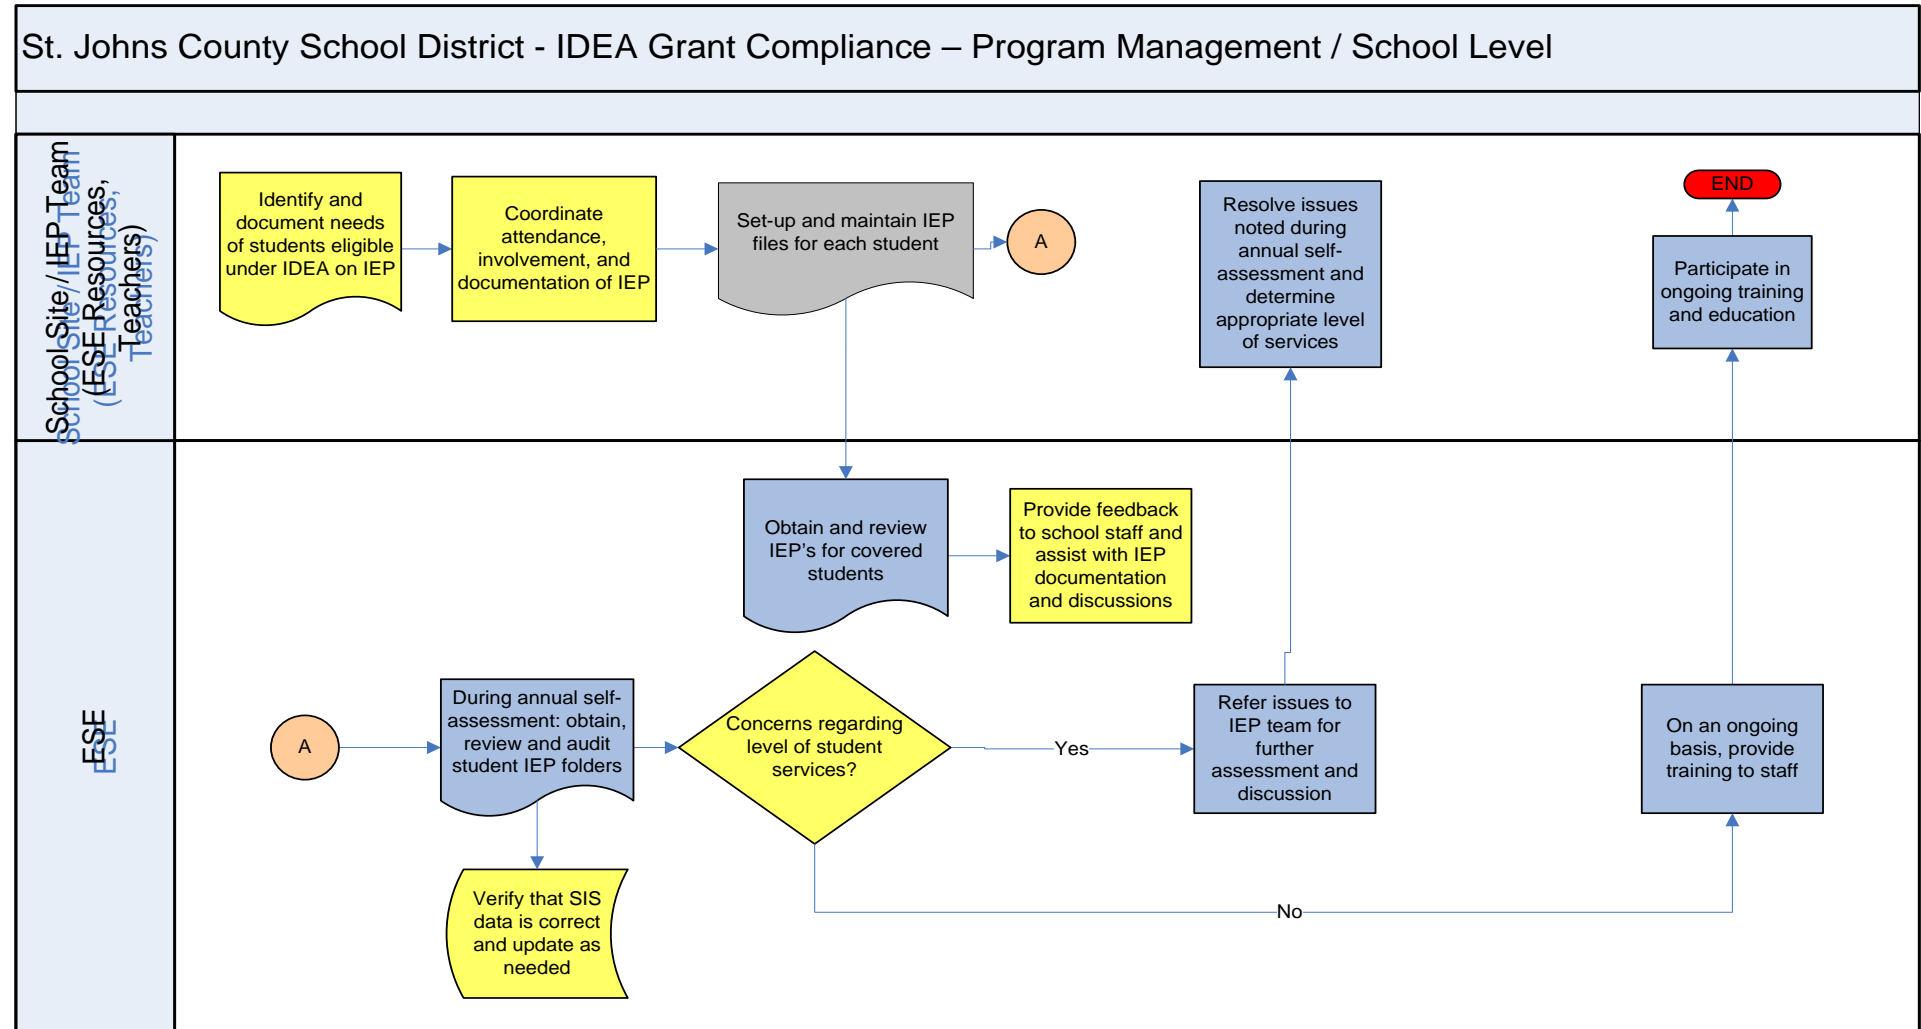 St. Johns County School District - IDEA Grant Compliance – Program Management / School Level
School Site / IEP Team
(ESE Resources,
Teachers)
Identify and
document needs
of students eligible
under IDEA on IEP
Coordinate
attendance,
involvement, and
documentation of IEP
Set-up and maintain IEP
files for each student
A
Resolve issues
noted during
annual self-
assessment and
determine
appropriate level
of services
END
Participate in
ongoing training
and education
ESE
Obtain and review
IEP's for covered
students
Provide feedback
to school staff and
assist with IEP
documentation
and discussions
A
During annual self-
assessment: obtain,
review and audit
student IEP folders
Concerns regarding
level of student
services?
Yes
Refer issues to
IEP team for
further
assessment and
discussion
On an ongoing
basis, provide
training to staff
Verify that SIS
data is correct
and update as
needed
No